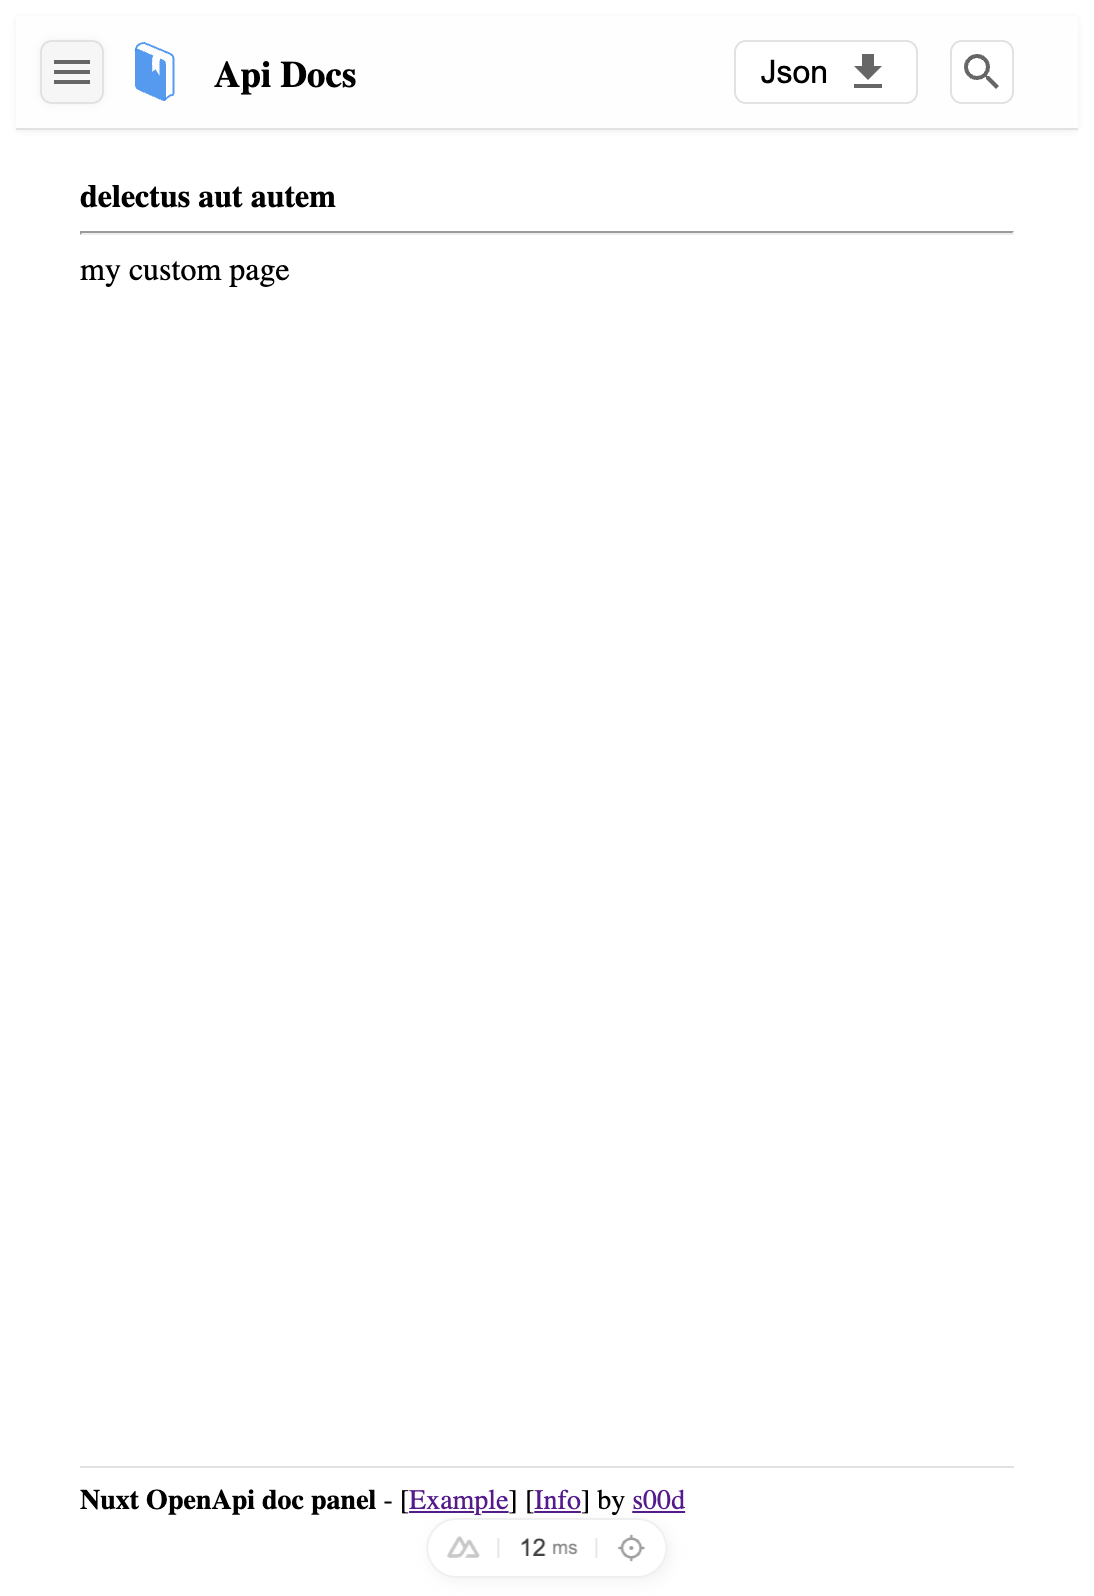 Api Docs
Json
delectus aut autem
my custom page
Nuxt OpenApi doc panel - [Example] [Info] by s00d
12 ms